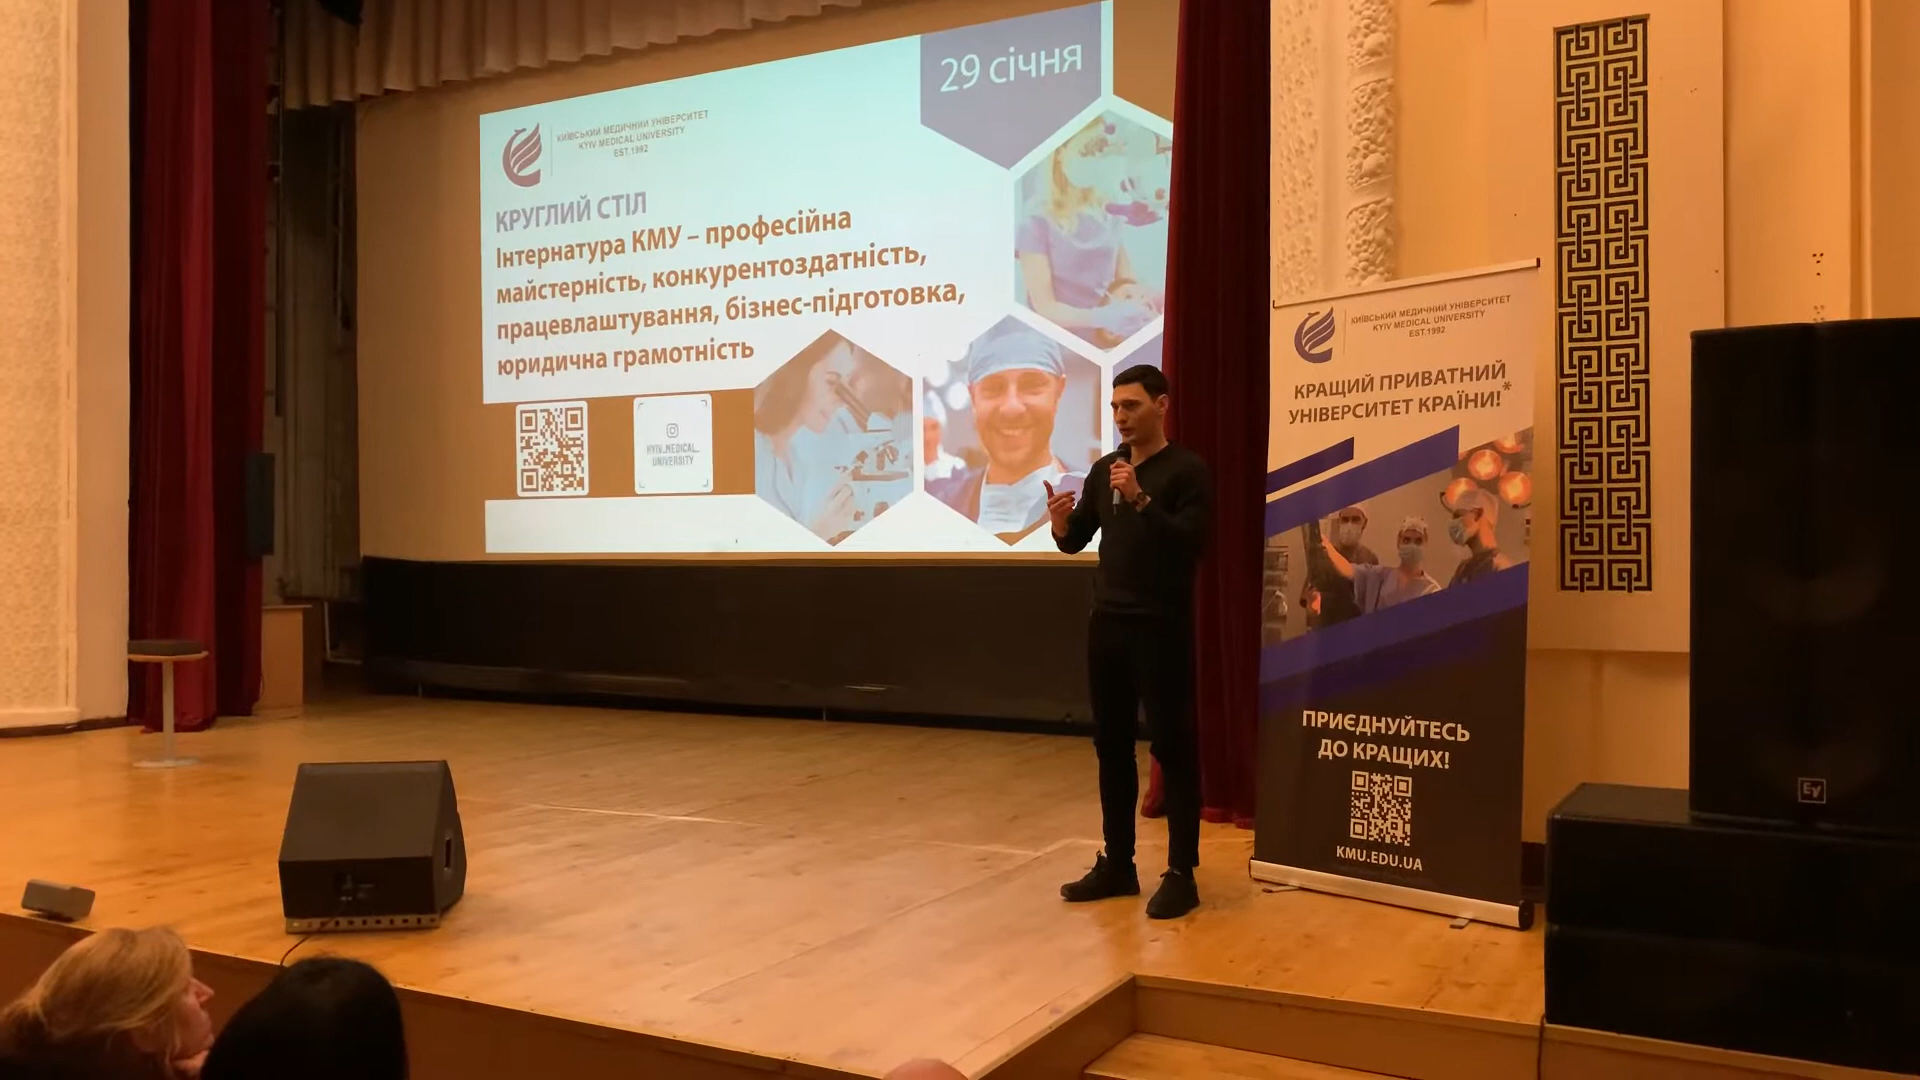 29 січня
КИЇВСЬКИЙ МЕДИЧНИЙ УНІВЕРСИТЕТ
KYIV MEDICAL UNIVERSITY
EST.1992
КРУГЛИЙ СТІЛ
Інтернатура КМУ – професійна
майстерність, конкурентоздатність,
працевлаштування, бізнес-підготовка,
юридична грамотність
KYIV_MEDICAL_
UNIVERSITY
КИЇВСЬКИЙ МЕДИЧНИЙ УНІВЕРСИТЕТ
KYIV MEDICAL UNIVERSITY
EST.1992
КРАЩИЙ ПРИВАТНИЙ
УНІВЕРСИТЕТ КРАЇНИ!*
ПРИЄДНУЙТЕСЬ
ДО КРАЩИХ!
KMU.EDU.UA
EV